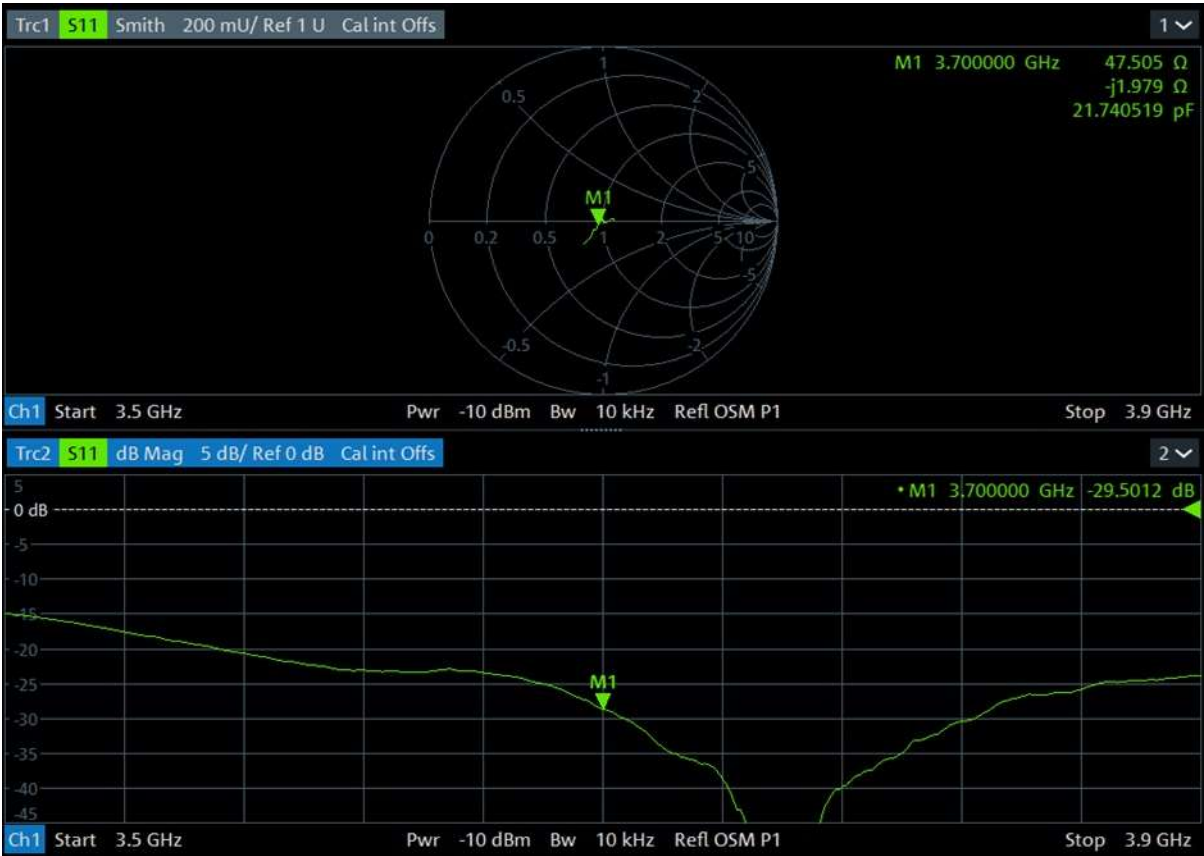 Trc1 S11 Smith 200 mU/ Ref 1 U Cal int Offs 1
M1 3.700000 GHz 47.505 Ω
-j1.979 Ω
21.740519 pF
1
0.5 2
5
M1
0 0.2 0.5 1 2 5 10
-5
-0.5 -2
-1
Ch1 Start 3.5 GHz Pwr -10 dBm Bw 10 kHz Refl OSM P1 Stop 3.9 GHz
Trc2 S11 dB Mag 5 dB/ Ref 0 dB Cal int Offs 2
5
• M1 3.700000 GHz -29.5012 dB
0 dB
-5
-10
-15
-20
-25
M1
-30
-35
-40
-45
Ch1 Start 3.5 GHz Pwr -10 dBm Bw 10 kHz Refl OSM P1 Stop 3.9 GHz